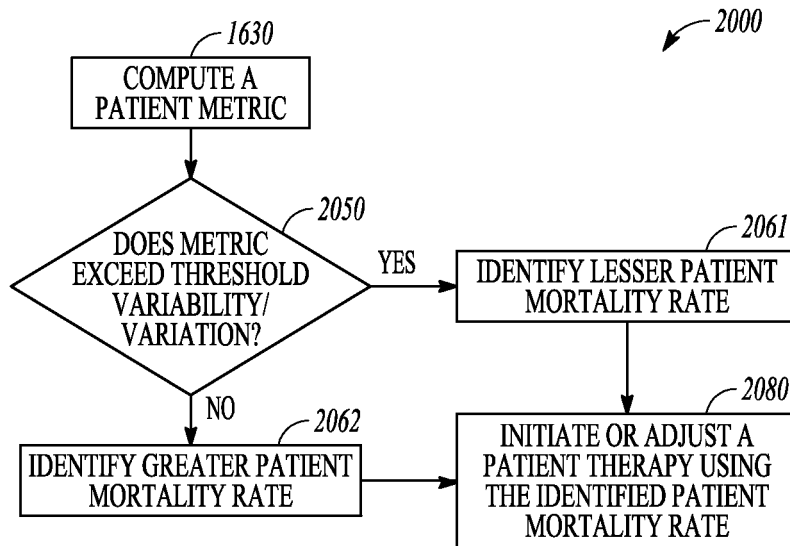 2000
1630
COMPUTE A
PATIENT METRIC
2050
DOES METRIC
EXCEED THRESHOLD
VARIABILITY/
VARIATION?
YES
2061
IDENTIFY LESSER PATIENT
MORTALITY RATE
NO
2062
IDENTIFY GREATER PATIENT
MORTALITY RATE
2080
INITIATE OR ADJUST A
PATIENT THERAPY USING
THE IDENTIFIED PATIENT
MORTALITY RATE